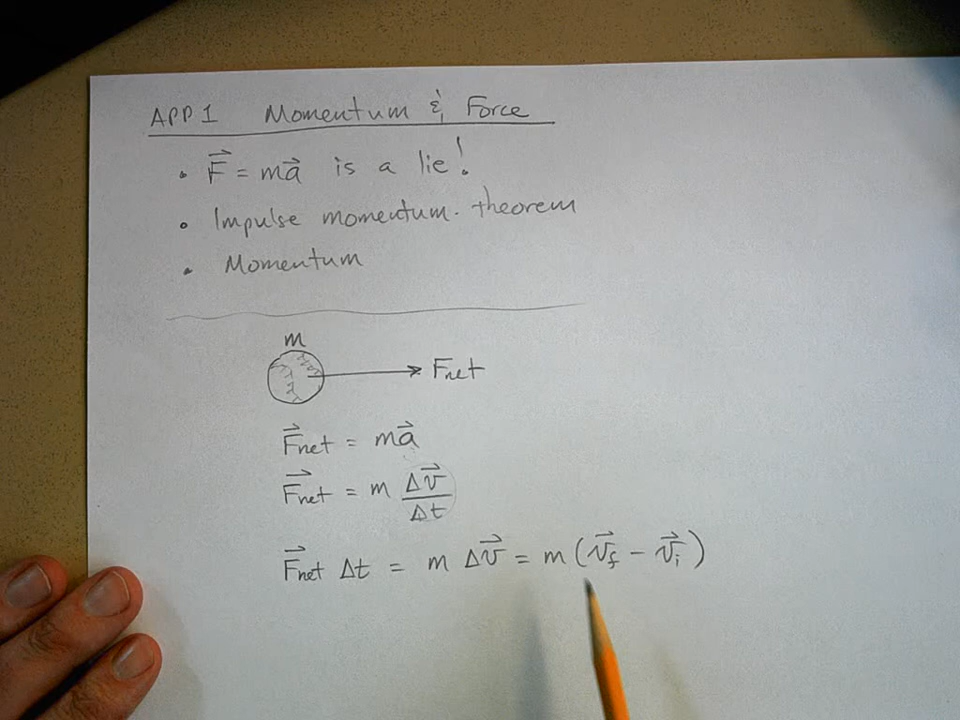 APP 1 Momentum & Force
• F⃗ = ma⃗ is a lie!
• Impulse momentum. theorem
• Momentum
m
Fnet
F⃗net = ma⃗
F⃗net = m Δv⃗/Δt
F⃗net Δt = m Δv⃗ = m (v⃗f - v⃗i)